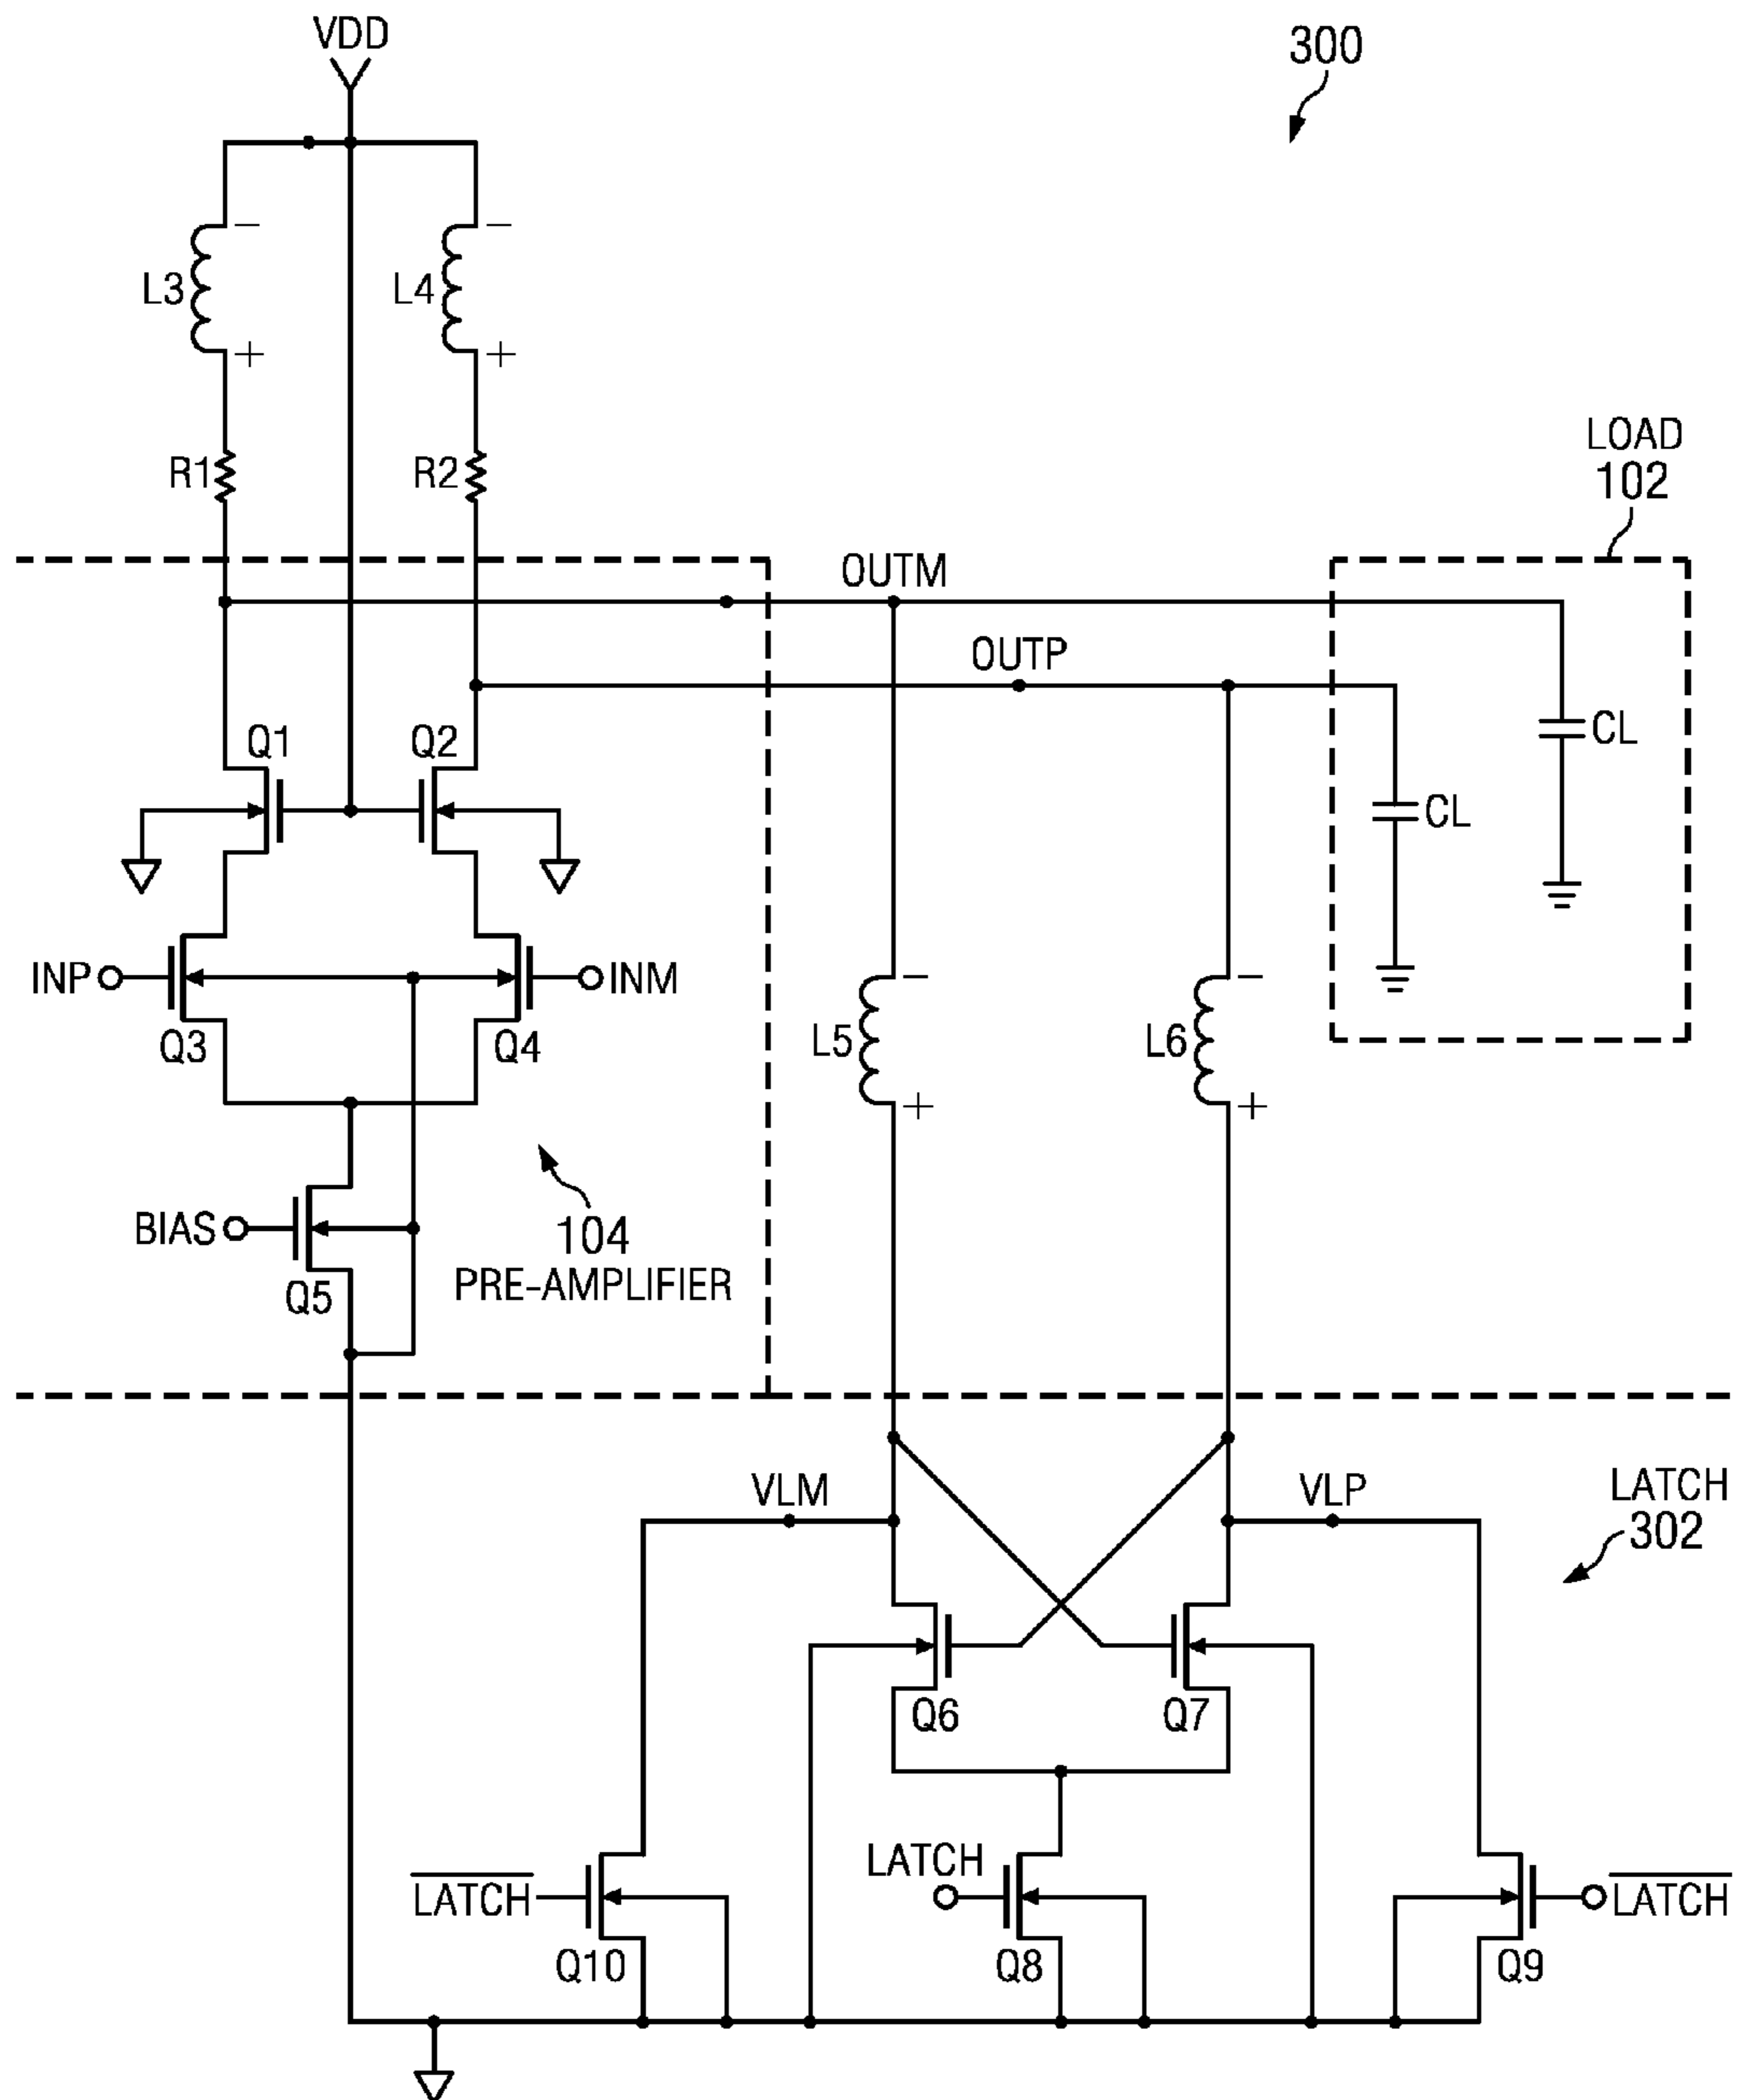 VDD
300
L3
−
+
L4
−
+
R1
R2
LOAD
102
OUTM
OUTP
Q1
Q2
CL
CL
INP
INM
Q3
Q4
L5
−
+
L6
−
+
BIAS
Q5
104
PRE-AMPLIFIER
VLM
VLP
LATCH
302
Q6
Q7
LATCH
LATCH
LATCH
Q10
Q8
Q9